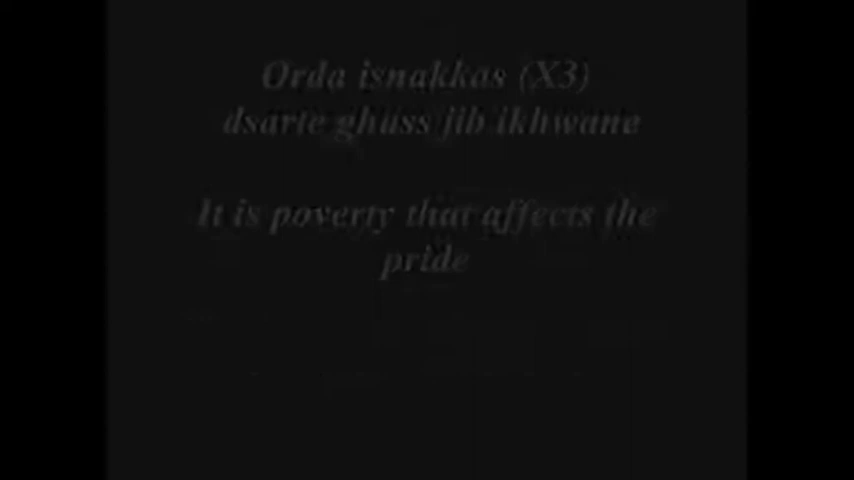 Orda isnakkas (X3)
dsarte ghass jib ikhwane
It is poverty that affects the
pride